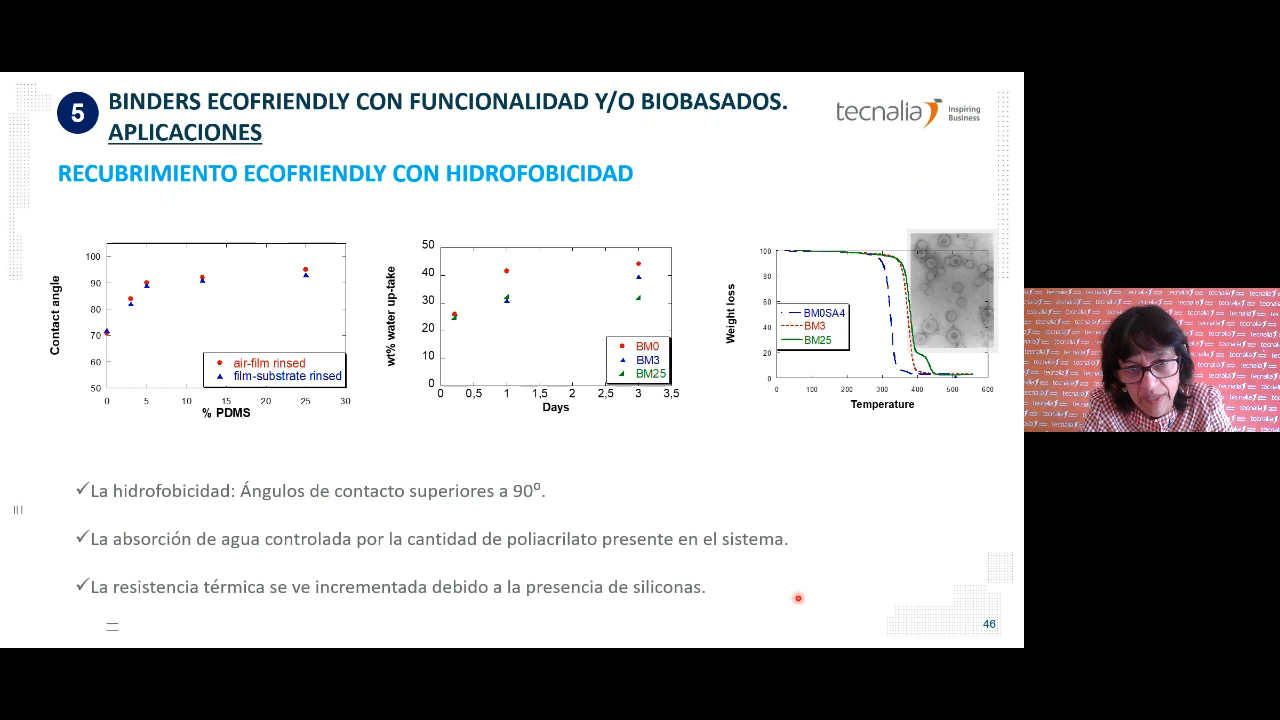 5
BINDERS ECOFRIENDLY CON FUNCIONALIDAD Y/O BIOBASADOS.
APLICACIONES
tecnalia Inspiring Business
RECUBRIMIENTO ECOFRIENDLY CON HIDROFOBICIDAD
Contact angle
100
90
80
70
60
50
0 5 10 15 20 25 30
% PDMS
air-film rinsed
film-substrate rinsed
wt% water up-take
50
40
30
20
10
0
0 0,5 1 1,5 2 2,5 3 3,5
Days
BM0
BM3
BM25
Weight loss
100
80
60
40
20
0
0 100 200 300 400 500 600
Temperature
BM0SA4
BM3
BM25
✓La hidrofobicidad: Ángulos de contacto superiores a 90º.
✓La absorción de agua controlada por la cantidad de poliacrilato presente en el sistema.
✓La resistencia térmica se ve incrementada debido a la presencia de siliconas.
46
tecnalia